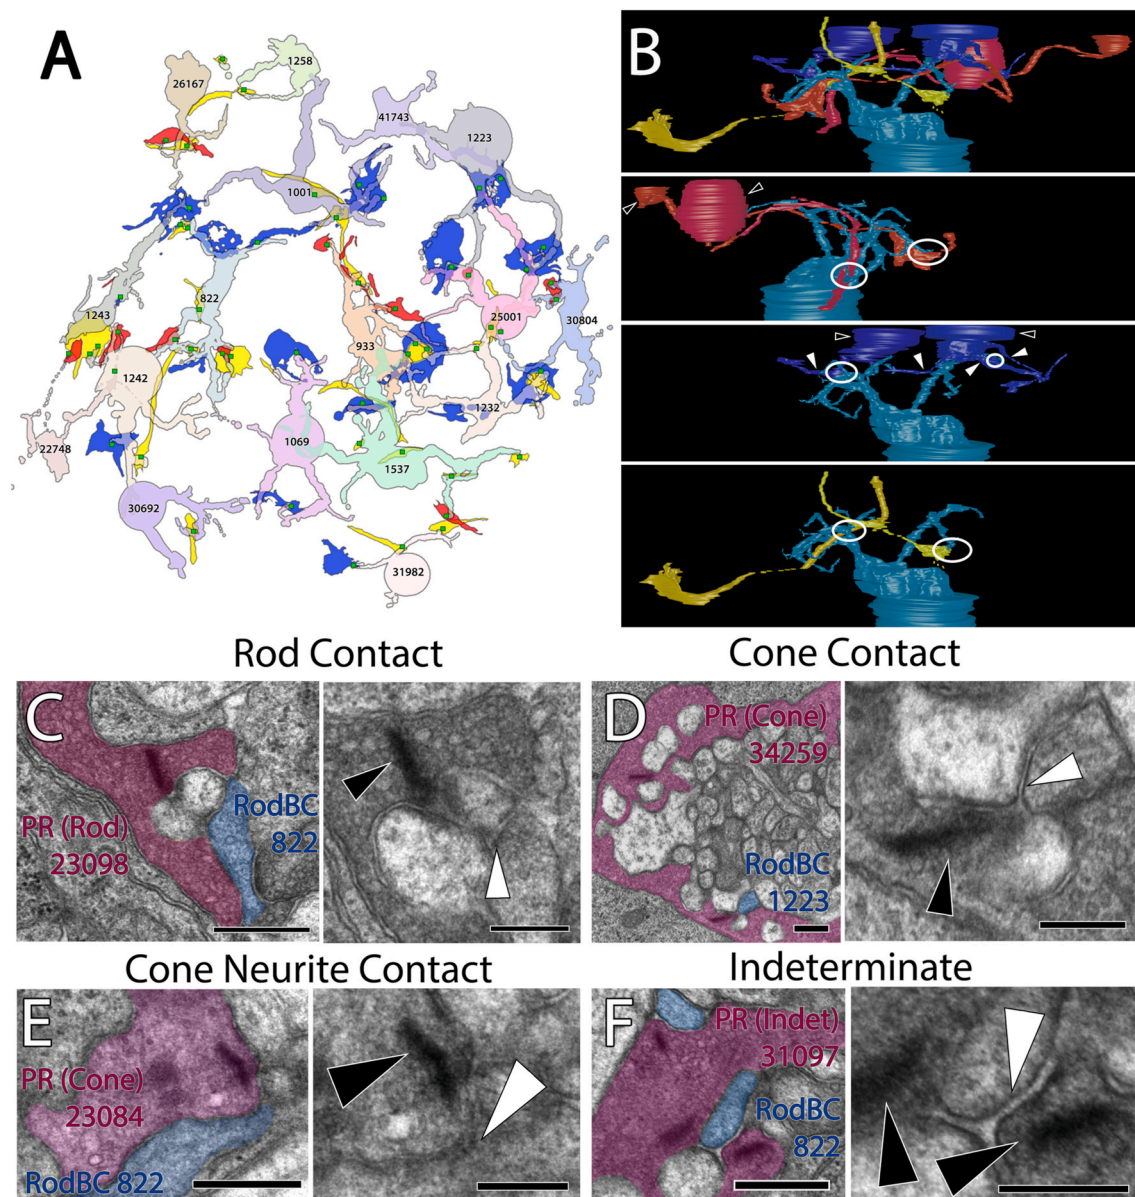 A
1258
26167
41743
1223
1001
822
1243
25001
30804
933
1242
1232
22748
1069
1537
30692
31982
B
Rod Contact
Cone Contact
C
PR (Rod)
23098
RodBC
822
D
PR (Cone)
34259
RodBC
1223
Cone Neurite Contact
Indeterminate
E
PR (Cone)
23084
RodBC 822
F
PR (Indet)
31097
RodBC
822